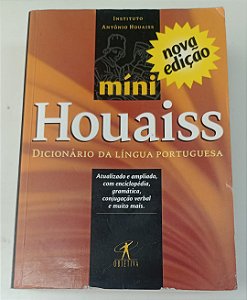 Instituto
Antônio Houaiss
nova
edição
míni
Houaiss
Dicionário da Língua Portuguesa
Atualizado e ampliado,
com enciclopédia,
gramática,
conjugação verbal
e muito mais.
OBJETIVA